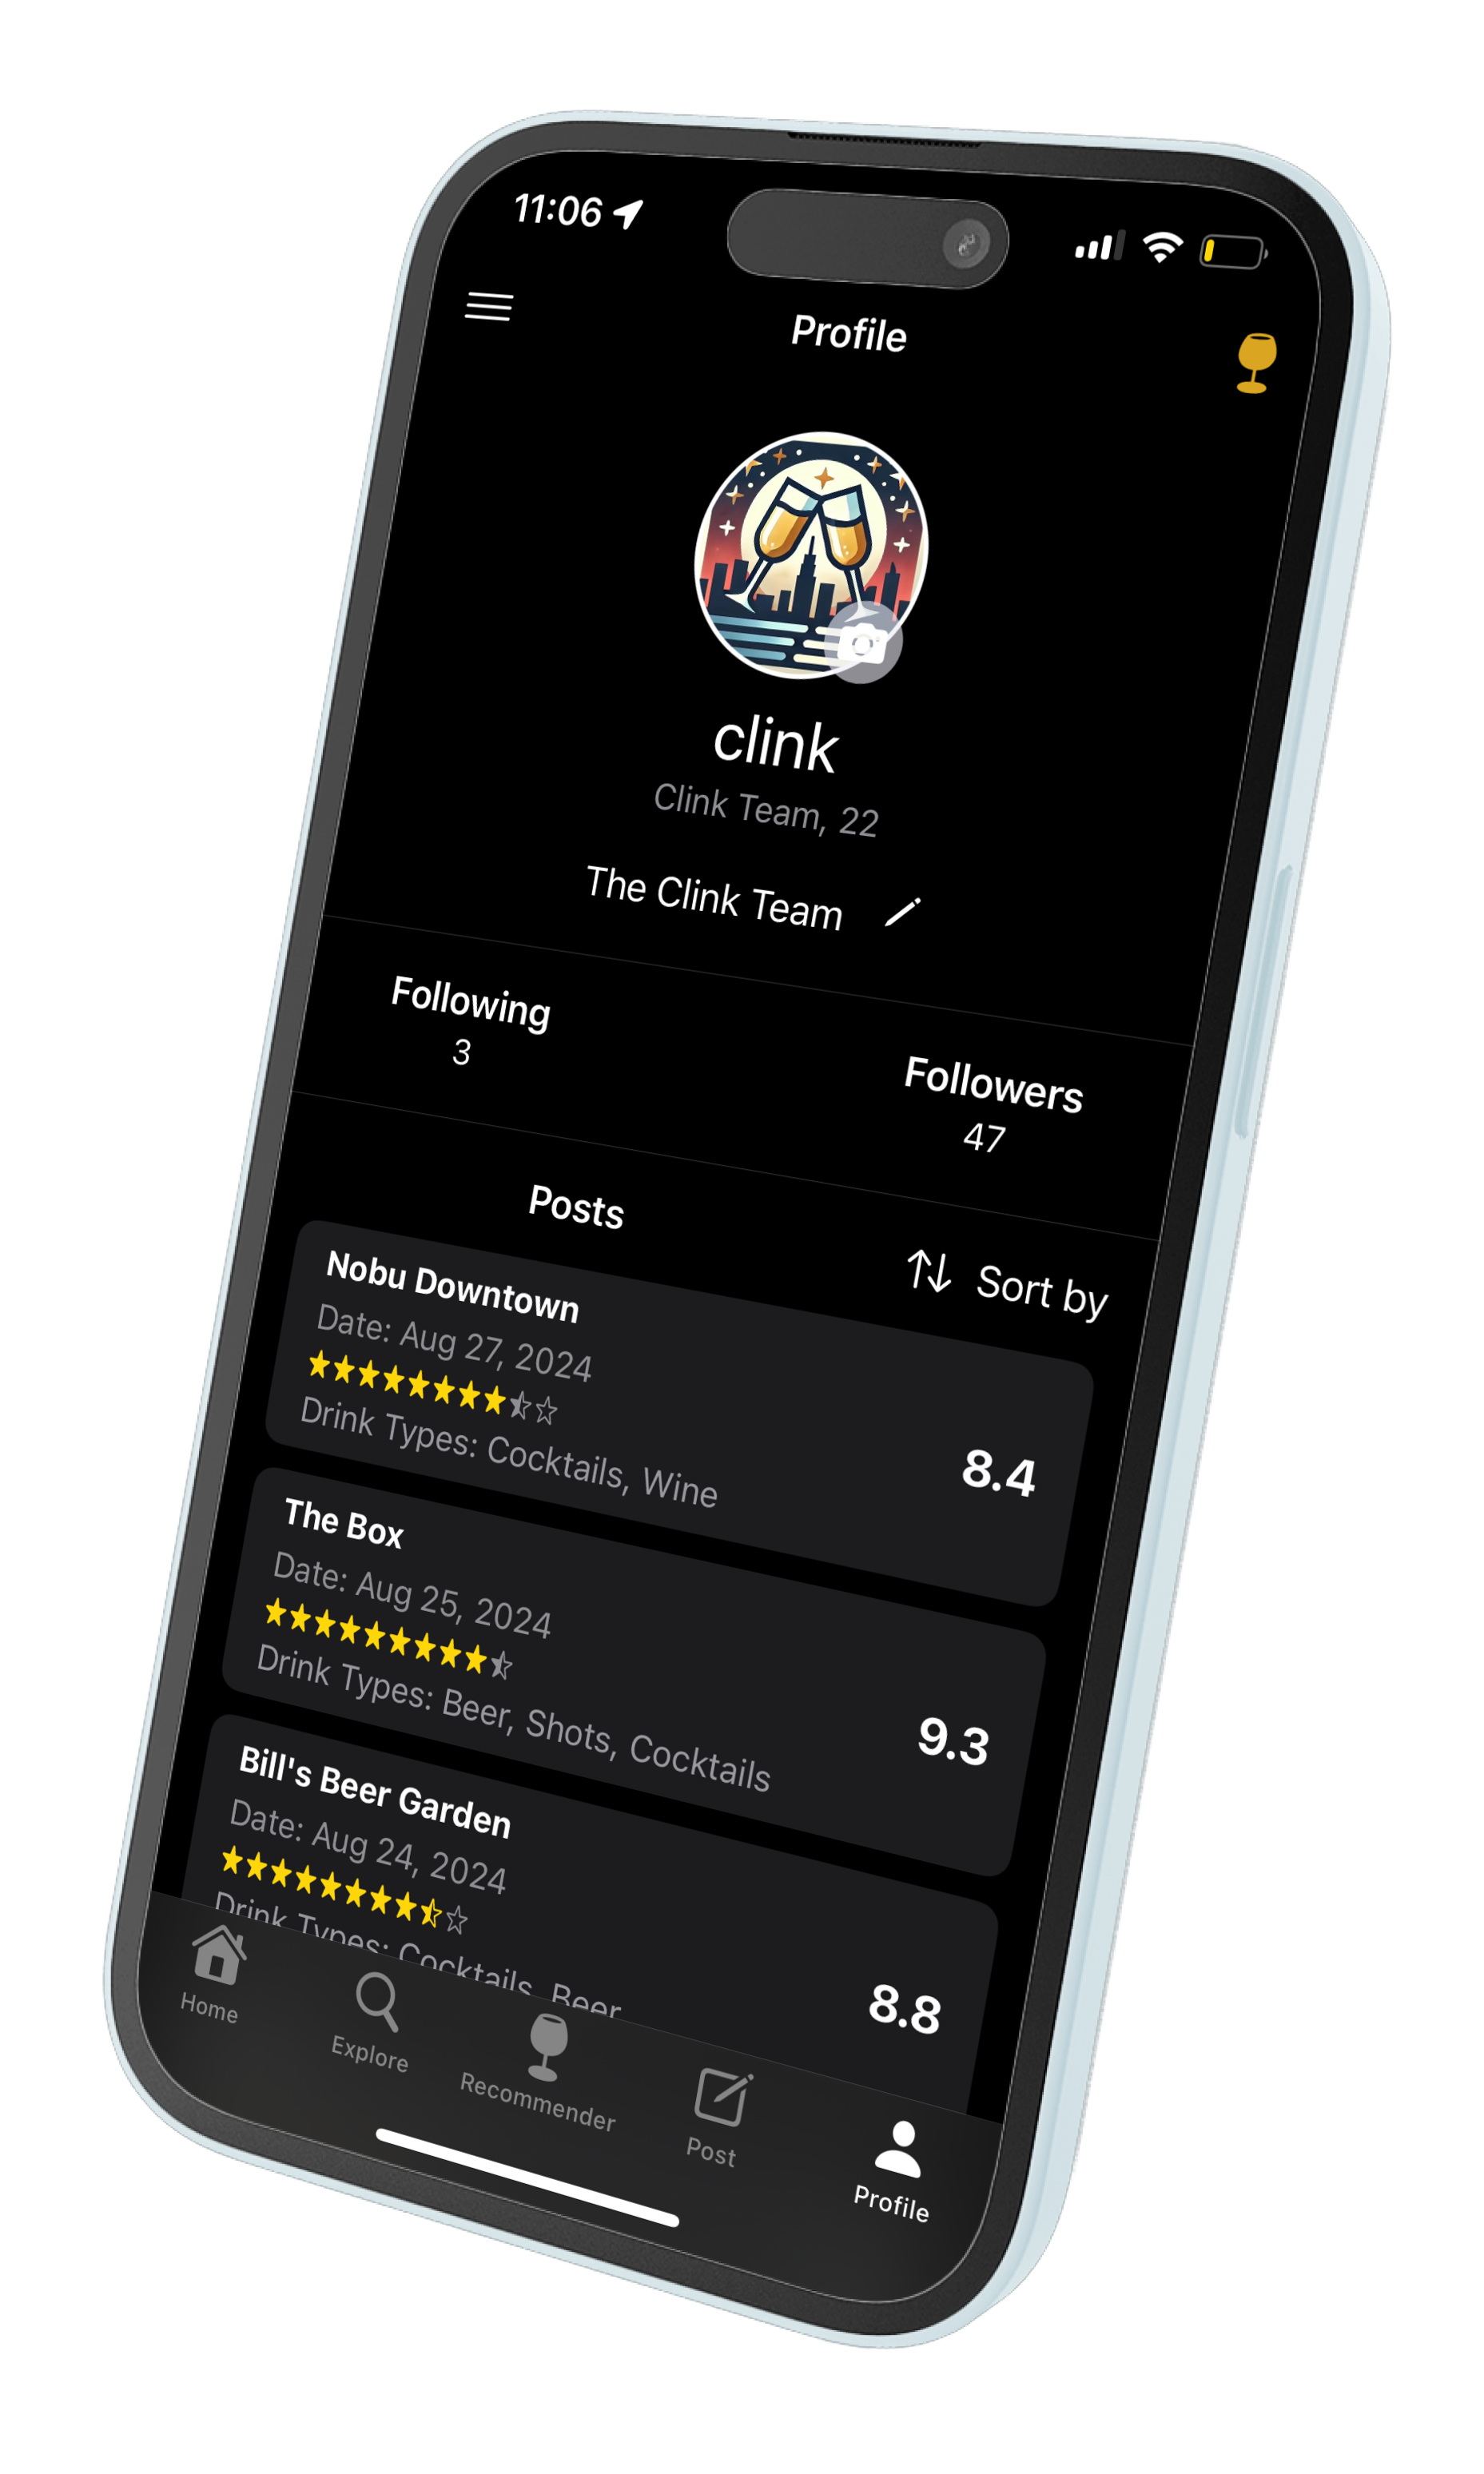 11:06
Profile
clink
Clink Team, 22
The Clink Team
Following
3
Followers
47
Posts
Sort by
Nobu Downtown
Date: Aug 27, 2024
Drink Types: Cocktails, Wine
8.4
The Box
Date: Aug 25, 2024
Drink Types: Beer, Shots, Cocktails
9.3
Bill's Beer Garden
Date: Aug 24, 2024
Drink Types: Cocktails, Beer
8.8
Home
Explore
Recommender
Post
Profile